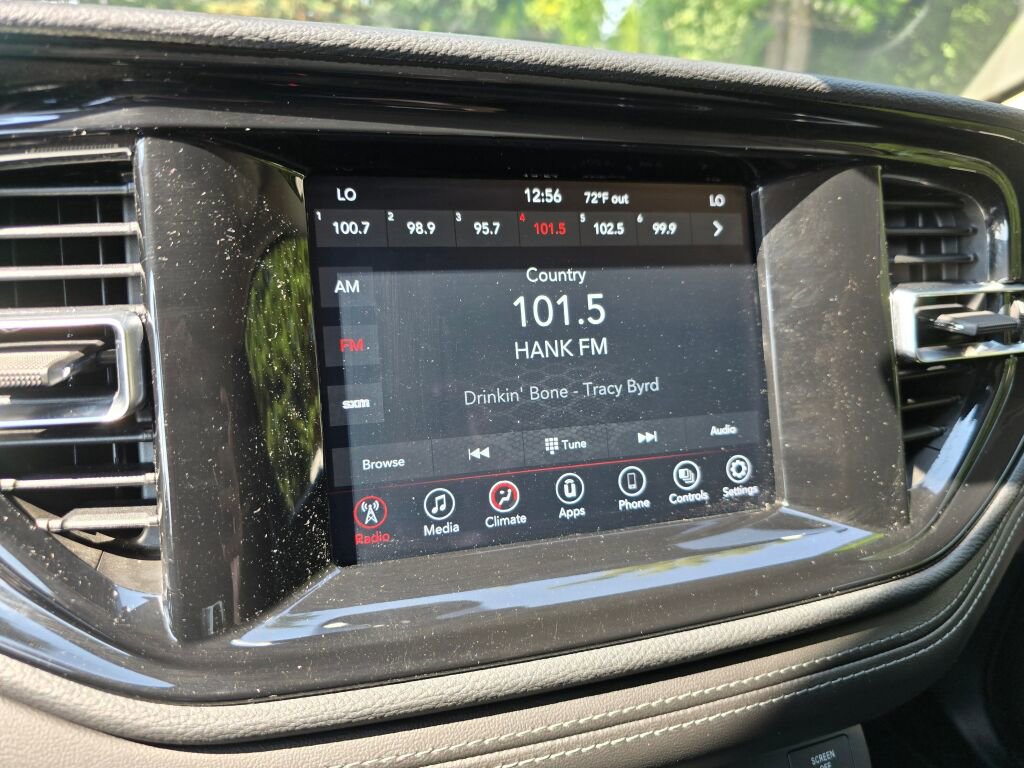 LO 12:56 72°F out LO
1 100.7 2 98.9 3 95.7 4 101.5 5 102.5 6 99.9
AM
Country
101.5
FM
HANK FM
sxm
Drinkin' Bone - Tracy Byrd
Browse Tune Audio
Radio Media Climate Apps Phone Controls Settings
SCREEN
OFF